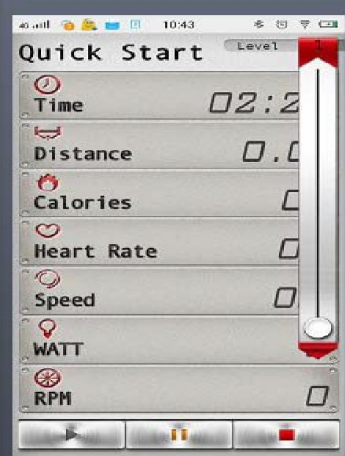 4G 10:43
Quick Start Level 1
Time 02:2
Distance 0.0
Calories 0
Heart Rate 0
Speed 0
WATT
RPM 0